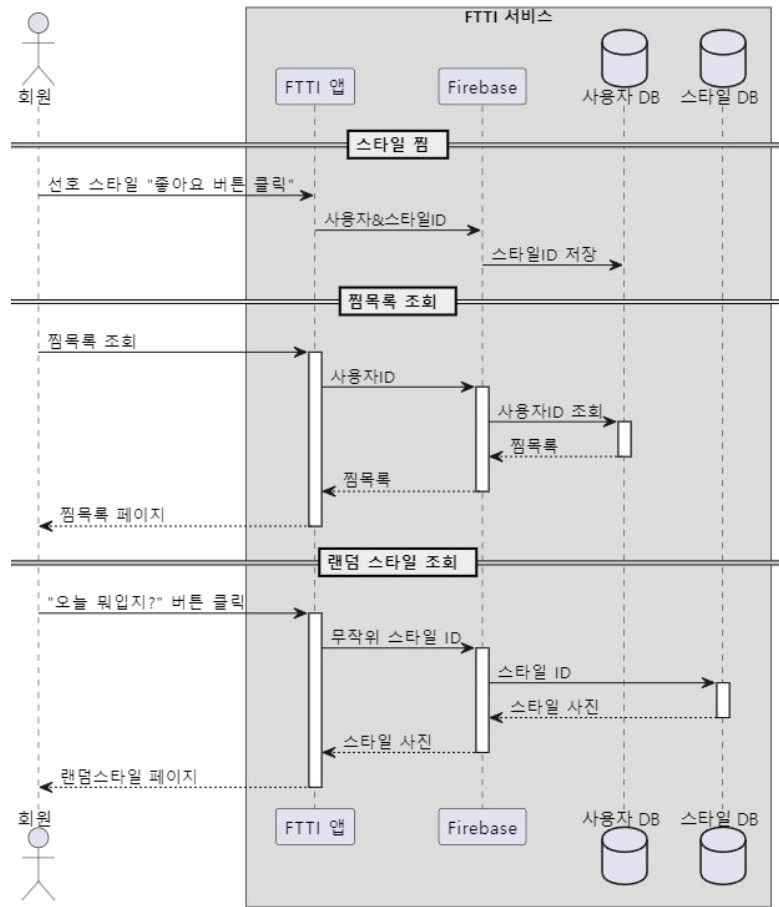 FTTI 서비스
회원
FTTI 앱
Firebase
사용자 DB
스타일 DB
스타일 찜
선호 스타일 "좋아요 버튼 클릭"
사용자&스타일ID
스타일ID 저장
찜목록 조회
찜목록 조회
사용자ID
사용자ID 조회
찜목록
찜목록
찜목록 페이지
랜덤 스타일 조회
"오늘 뭐입지?" 버튼 클릭
무작위 스타일 ID
스타일 ID
스타일 사진
스타일 사진
랜덤스타일 페이지
회원
FTTI 앱
Firebase
사용자 DB
스타일 DB